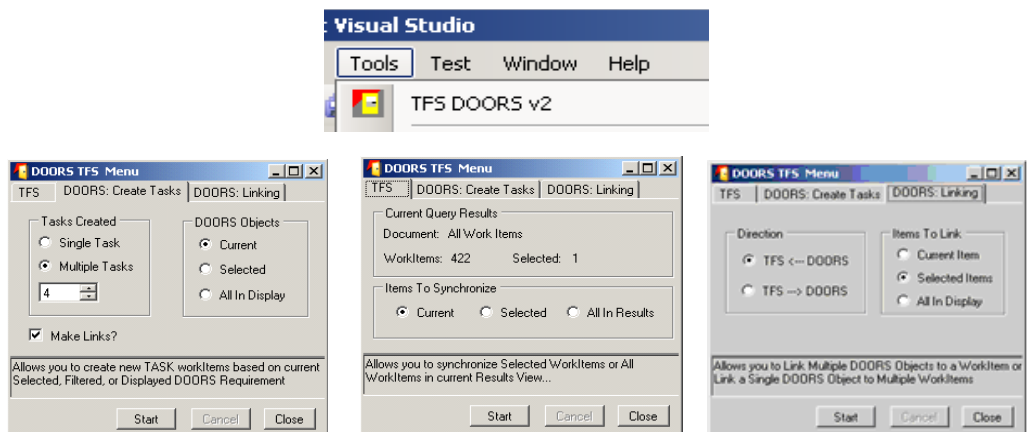 : Visual Studio
Tools Test Window Help
TFS DOORS v2
DOORS TFS Menu
TFS DOORS: Create Tasks DOORS: Linking
Tasks Created
Single Task
Multiple Tasks
4
DOORS Objects
Current
Selected
All In Display
Make Links?
Allows you to create new TASK workItems based on current
Selected, Filtered, or Displayed DOORS Requirement
Start Cancel Close
DOORS TFS Menu
TFS DOORS: Create Tasks DOORS: Linking
Current Query Results
Document: All Work Items
WorkItems: 422 Selected: 1
Items To Synchronize
Current Selected All In Results
Allows you to synchronize Selected WorkItems or All
WorkItems in current Results View...
Start Cancel Close
DOORS TFS Menu
TFS DOORS: Create Tasks DOORS: Linking
Direction
TFS <-- DOORS
TFS --> DOORS
Items To Link
Current Item
Selected Items
All In Display
Allows you to Link Multiple DOORS Objects to a WorkItem or
Link a Single DOORS Object to Multiple WorkItems
Start Cancel Close